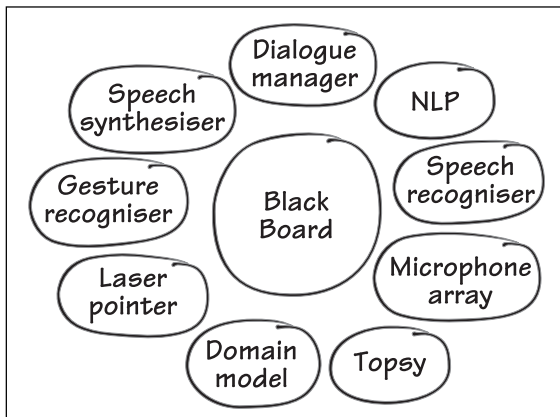 Dialogue
manager
Speech
synthesiser
NLP
Speech
recogniser
Gesture
recogniser
Black
Board
Microphone
array
Laser
pointer
Domain
model
Topsy